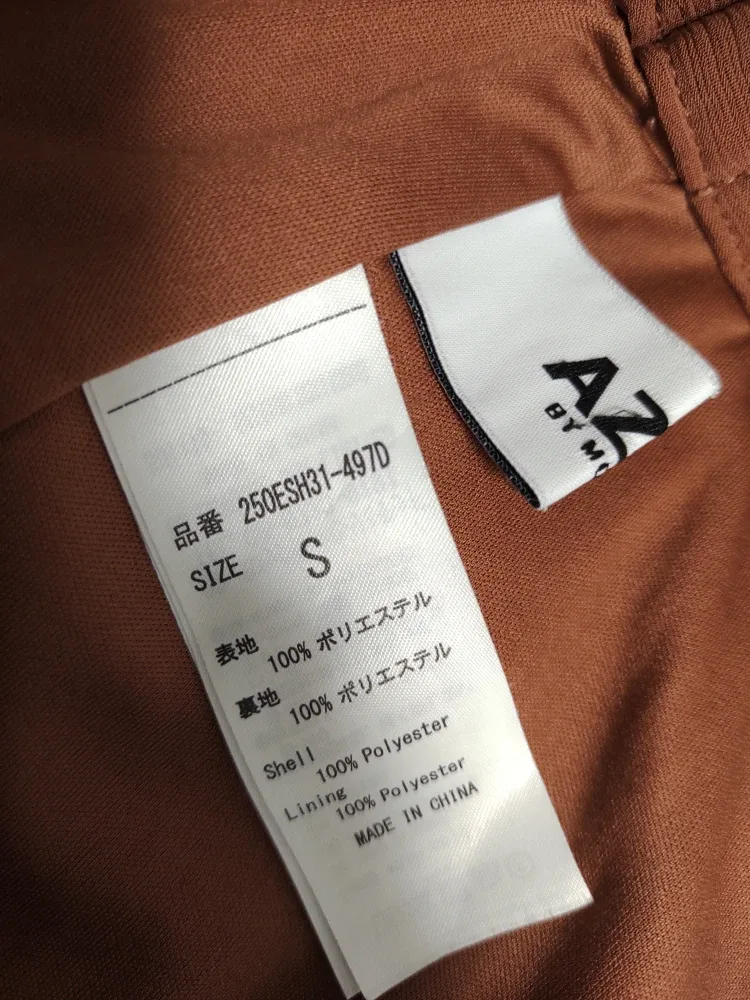 品番 250ESH31-497D
SIZE S
表地 100% ポリエステル
裏地 100% ポリエステル
Shell 100% Polyester
Lining 100% Polyester
MADE IN CHINA
AZ
BY